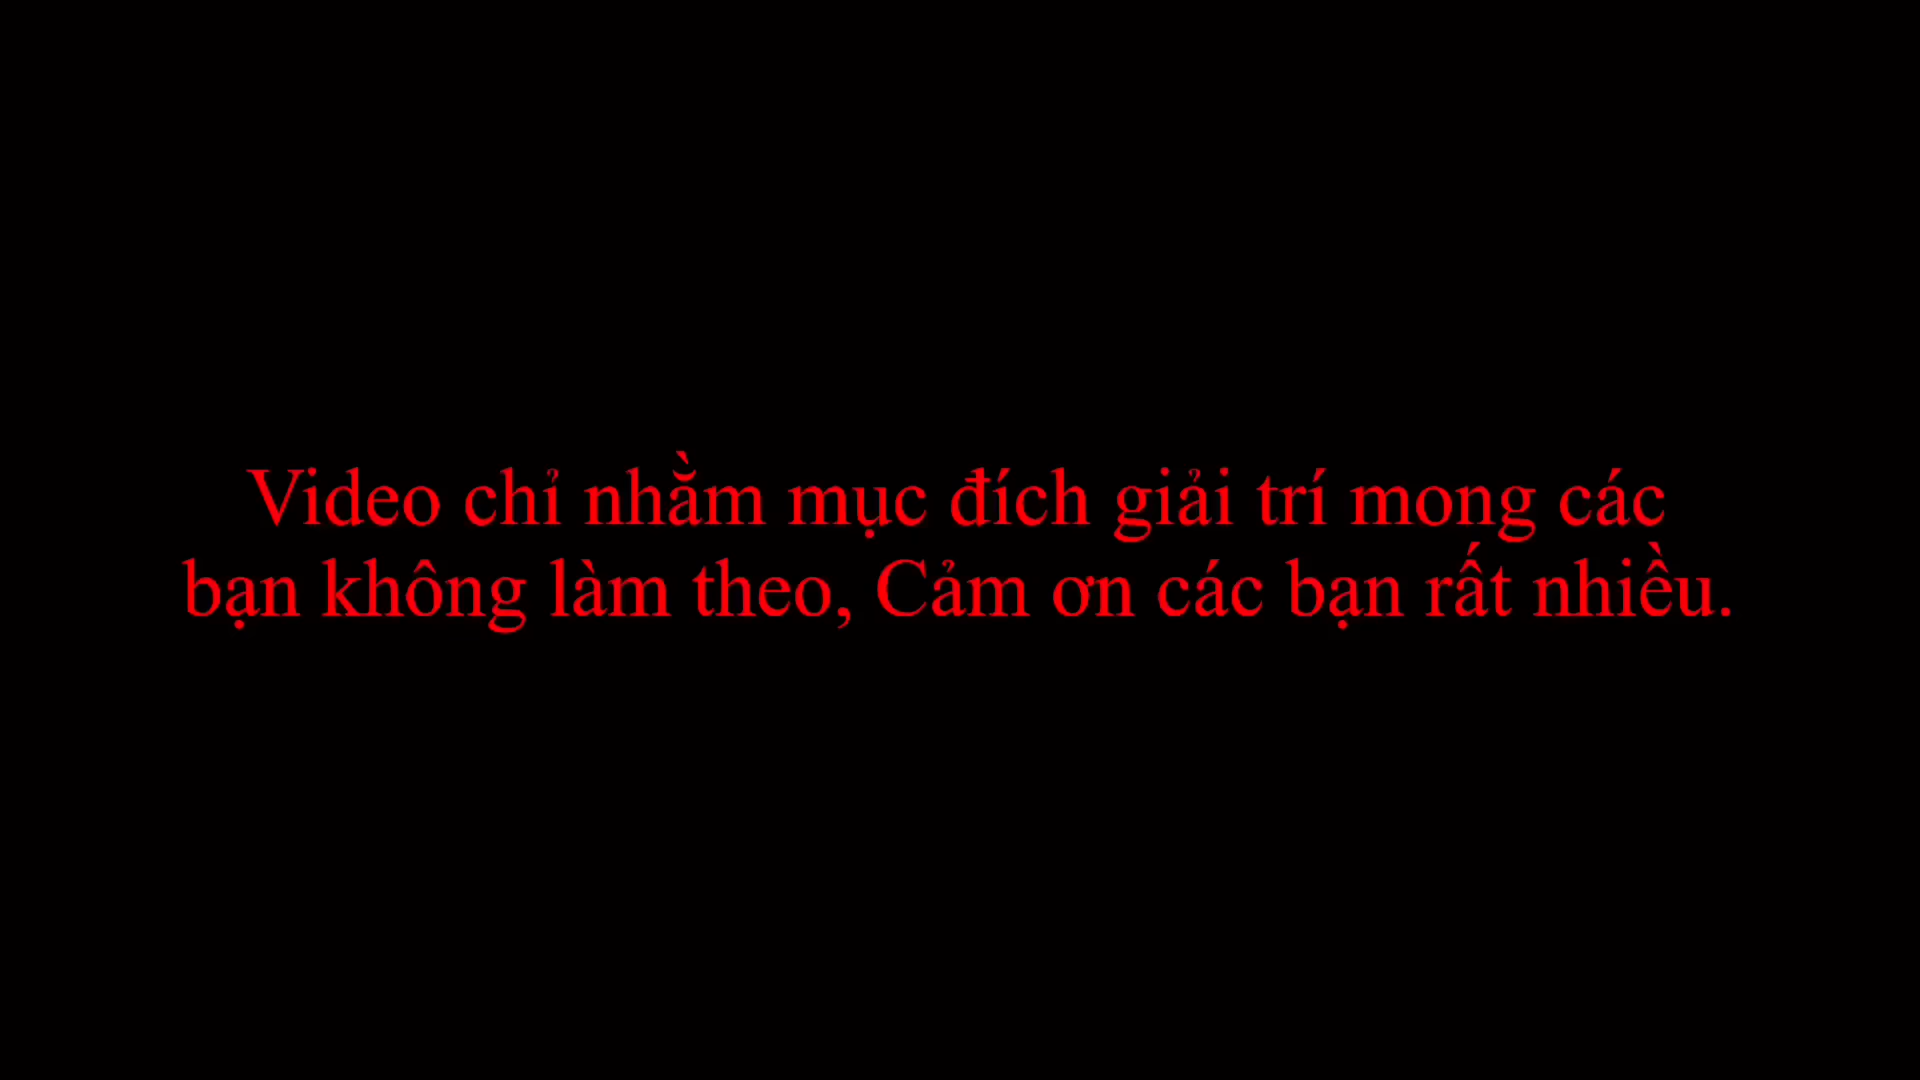 Video chỉ nhằm mục đích giải trí mong các
bạn không làm theo, Cảm ơn các bạn rất nhiều.